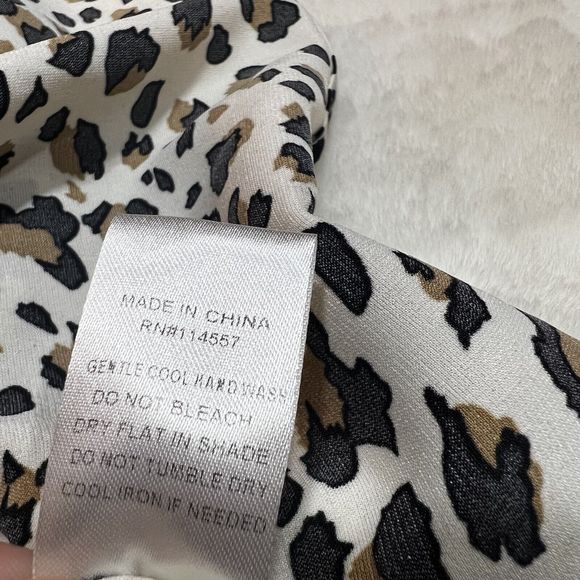 MADE IN CHINA
RN#114557
GENTLE COOL HAND WASH
DO NOT BLEACH
DRY FLAT IN SHADE
DO NOT TUMBLE DRY
COOL IRON IF NEEDED